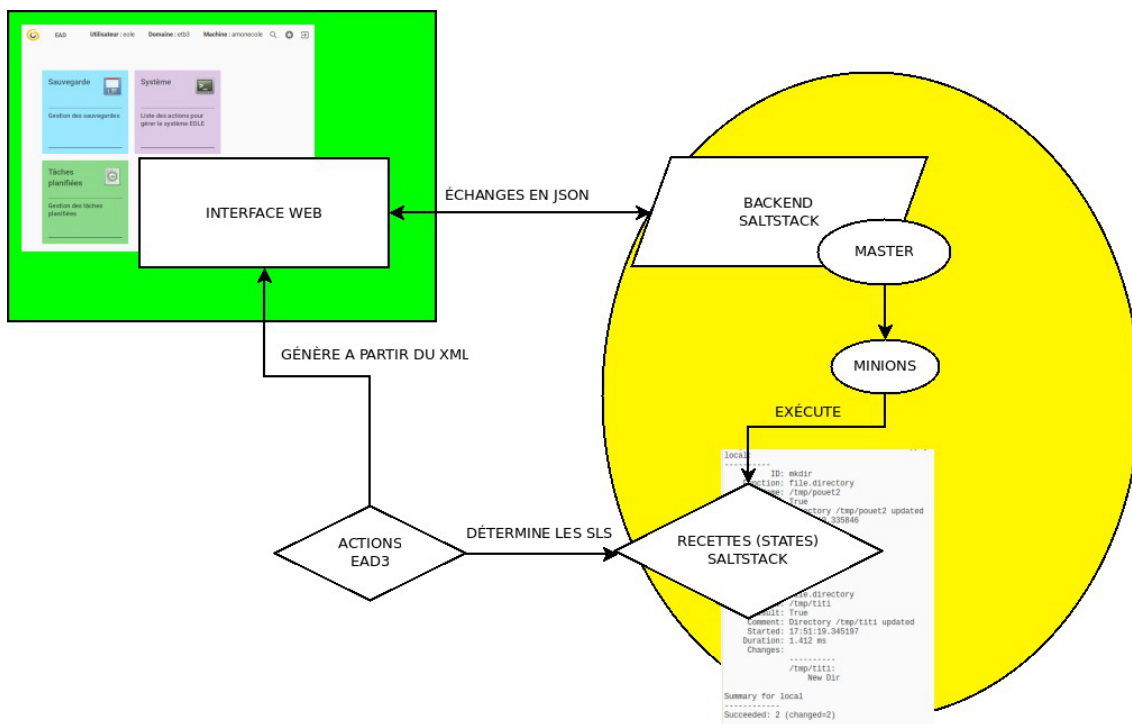 EAD Utilisateur : eole Domaine : etb3 Machine : amonecole
Sauvegarde
Gestion des sauvegardes
Système
Liste des actions pour
gérer le système EOLE
Tâches
planifiées
Gestion des tâches
planifiées
INTERFACE WEB
ÉCHANGES EN JSON
BACKEND
SALTSTACK
MASTER
MINIONS
EXÉCUTE
GÉNÈRE A PARTIR DU XML
ACTIONS
EAD3
DÉTERMINE LES SLS
RECETTES (STATES)
SALTSTACK
local:
----------
ID: mkdir
file.directory
/tmp/pouet2
True
/tmp/pouet2 updated
335846
file.directory
/tmp/titi
True
Comment: Directory /tmp/titi updated
Started: 17:51:19.345197
Duration: 1.412 ms
Changes:
----------
/tmp/titi:
New Dir
Summary for local
------------
Succeeded: 2 (changed=2)